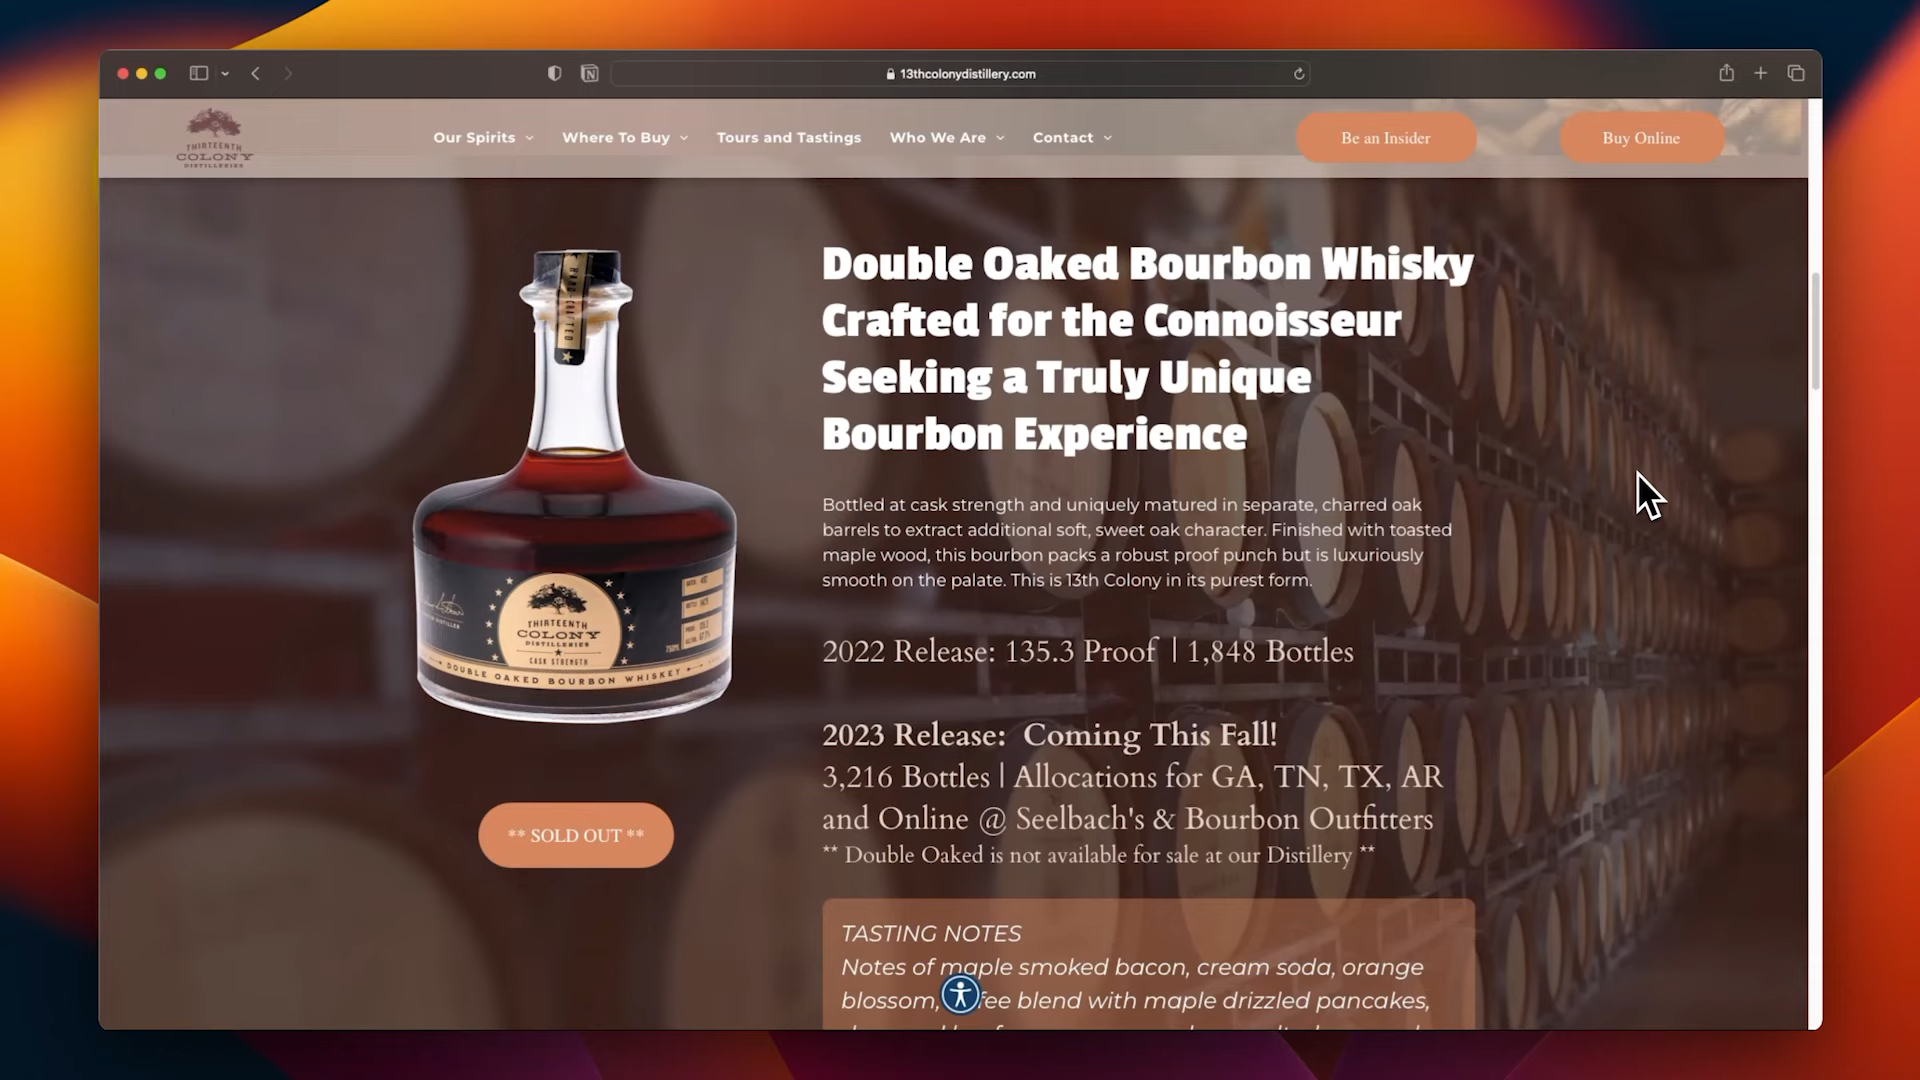 13thcolonydistillery.com
THIRTEENTH
COLONY
DISTILLERIES
Our Spirits
Where To Buy
Tours and Tastings
Who We Are
Contact
Be an Insider
Buy Online
Double Oaked Bourbon Whisky
Crafted for the Connoisseur
Seeking a Truly Unique
Bourbon Experience
Bottled at cask strength and uniquely matured in separate, charred oak
barrels to extract additional soft, sweet oak character. Finished with toasted
maple wood, this bourbon packs a robust proof punch but is luxuriously
smooth on the palate. This is 13th Colony in its purest form.
2022 Release: 135.3 Proof | 1,848 Bottles
2023 Release: Coming This Fall!
3,216 Bottles | Allocations for GA, TN, TX, AR
and Online @ Seelbach's & Bourbon Outfitters
** Double Oaked is not available for sale at our Distillery **
HAND-CRAFTED
THIRTEENTH
COLONY
DISTILLERIES
CASK STRENGTH
DOUBLE OAKED BOURBON WHISKEY
** SOLD OUT **
TASTING NOTES
Notes of maple smoked bacon, cream soda, orange
blossom, fee blend with maple drizzled pancakes,